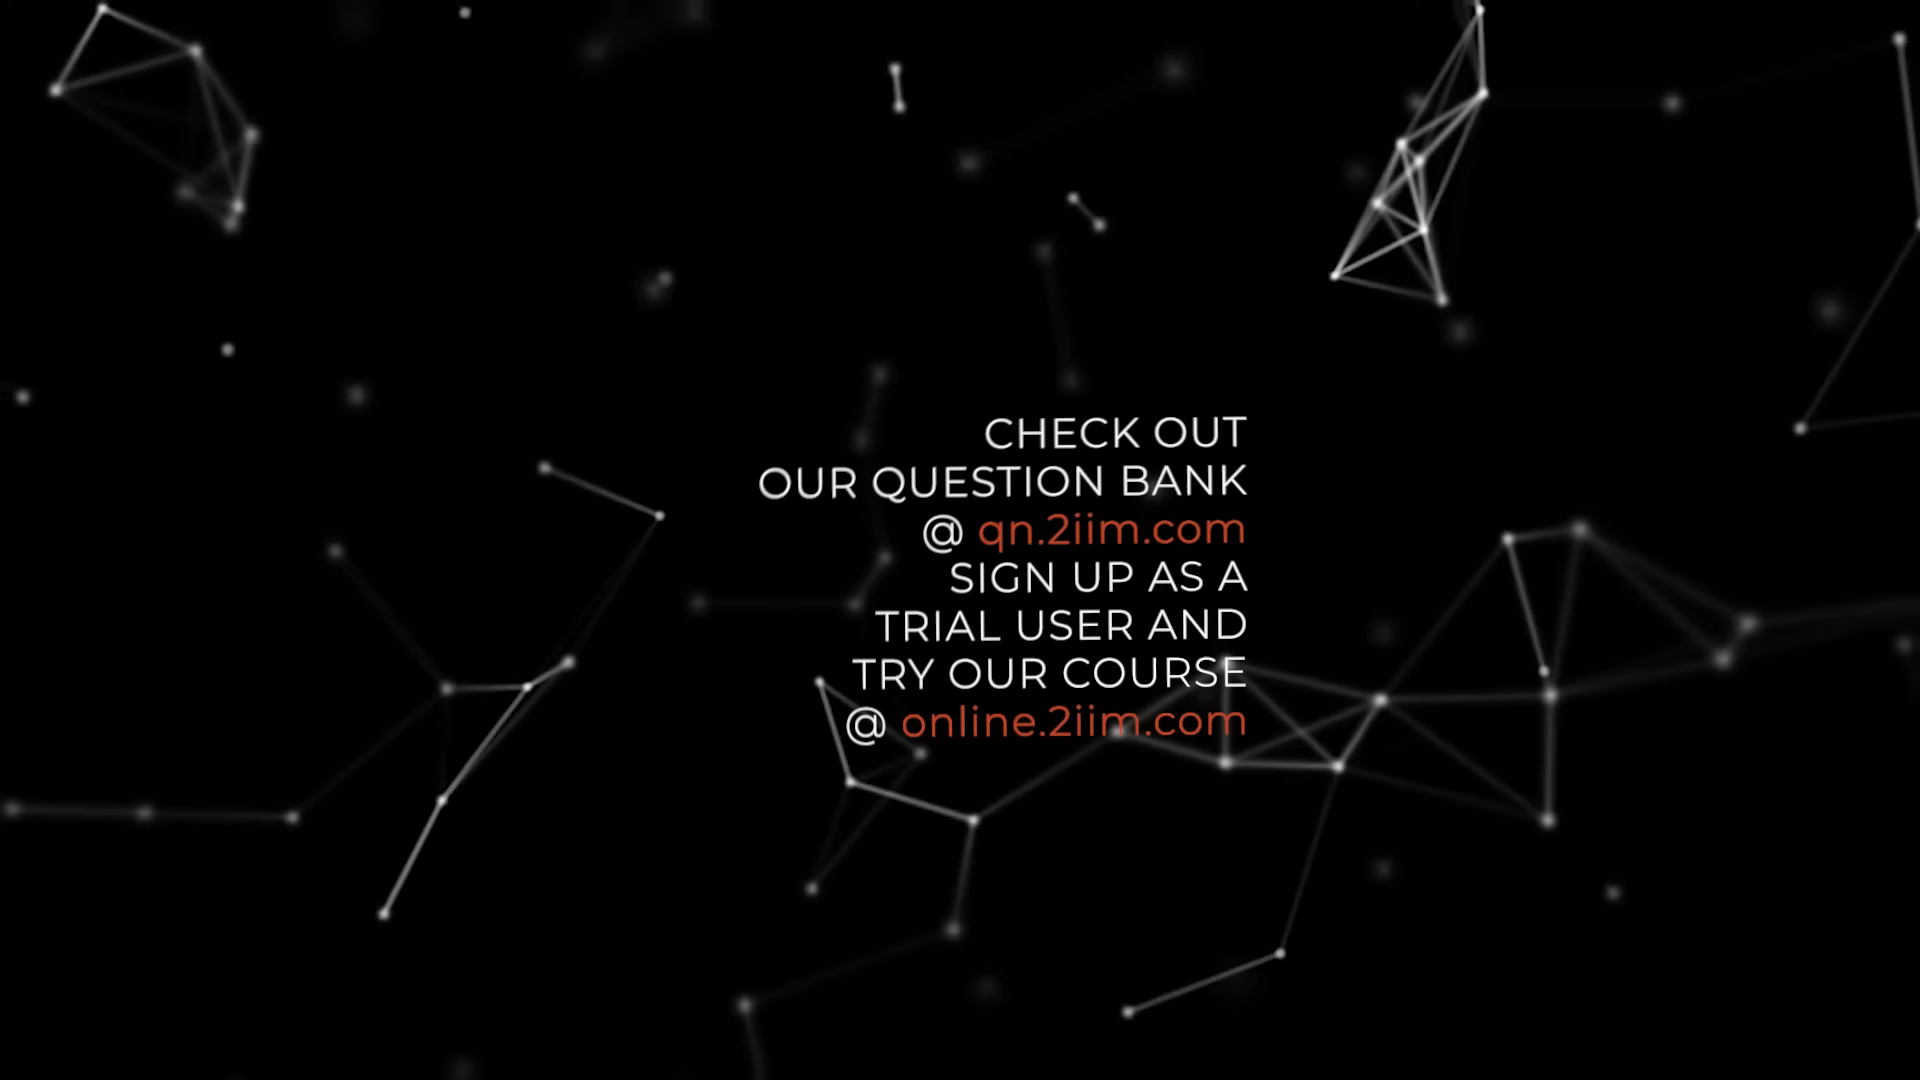 CHECK OUT
OUR QUESTION BANK
@ qn.2iim.com
SIGN UP AS A
TRIAL USER AND
TRY OUR COURSE
@ online.2iim.com